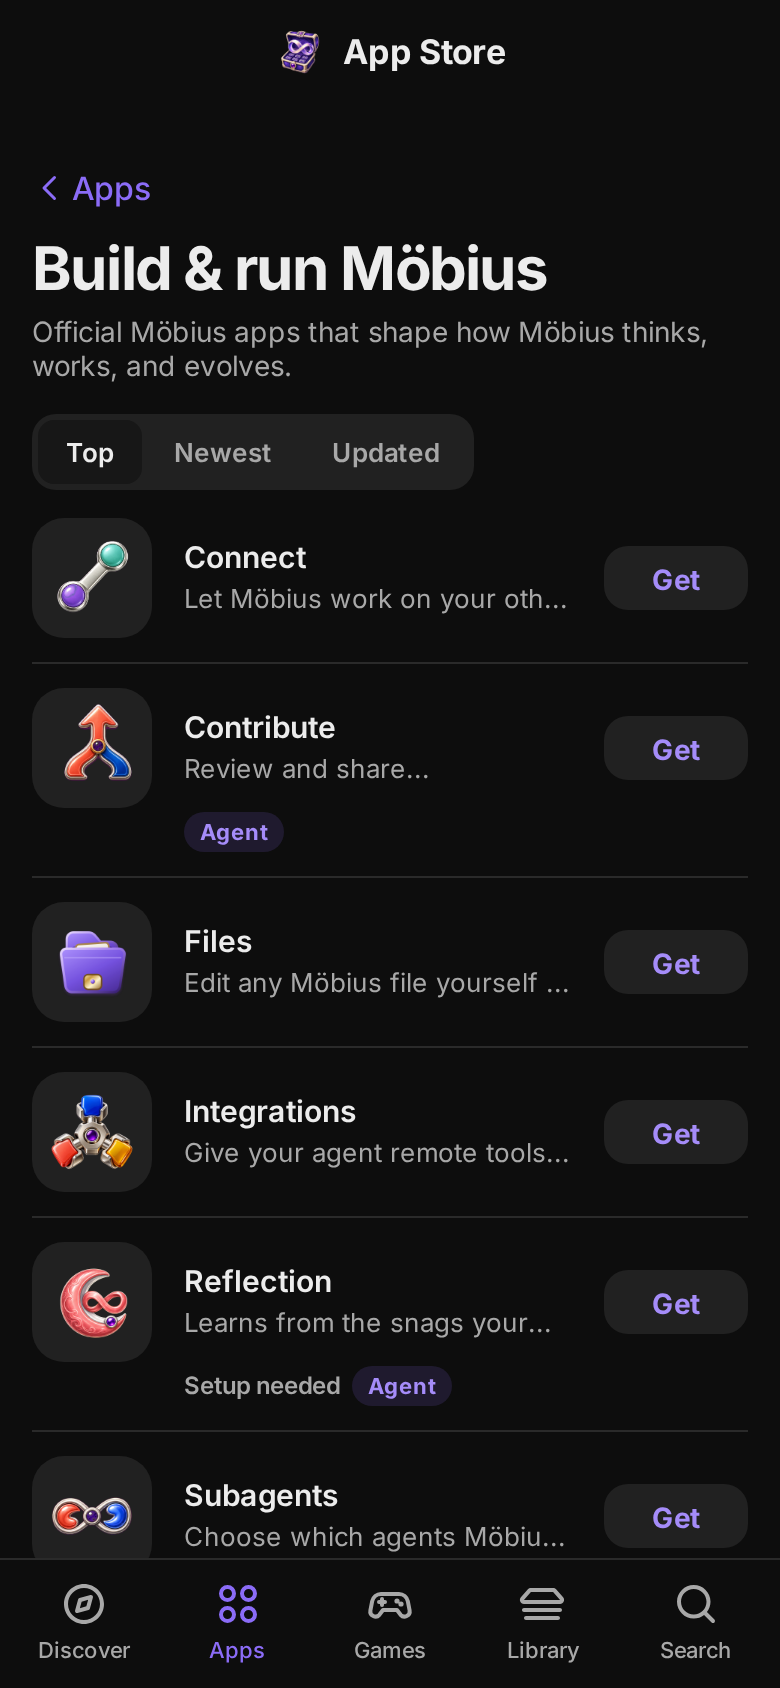 App Store
Apps
Build & run Möbius
Official Möbius apps that shape how Möbius thinks,
works, and evolves.
Top Newest Updated
Connect
Let Möbius work on your oth...
Get
Contribute
Review and share...
Get
Agent
Files
Edit any Möbius file yourself ...
Get
Integrations
Give your agent remote tools...
Get
Reflection
Learns from the snags your...
Get
Setup needed Agent
Subagents
Choose which agents Möbiu...
Get
Discover Apps Games Library Search